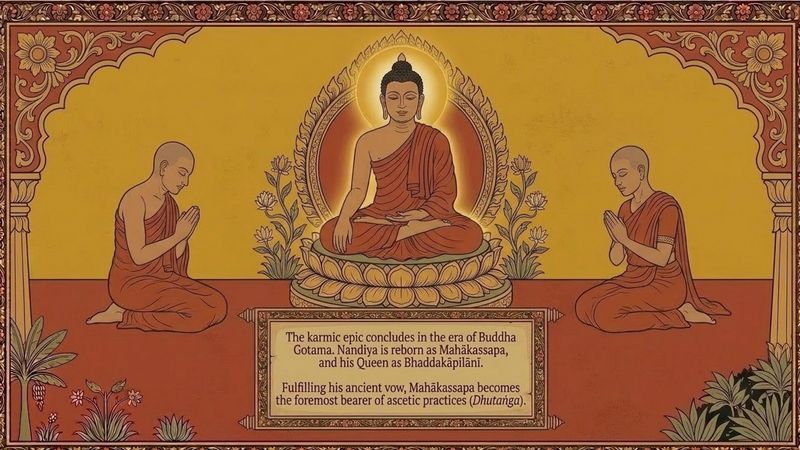 The karmic epic concludes in the era of Buddha
Gotama. Nandiya is reborn as Mahākassapa,
and his Queen as Bhaddakāpilānī.
Fulfilling his ancient vow, Mahākassapa becomes
the foremost bearer of ascetic practices (Dhutaṅga).